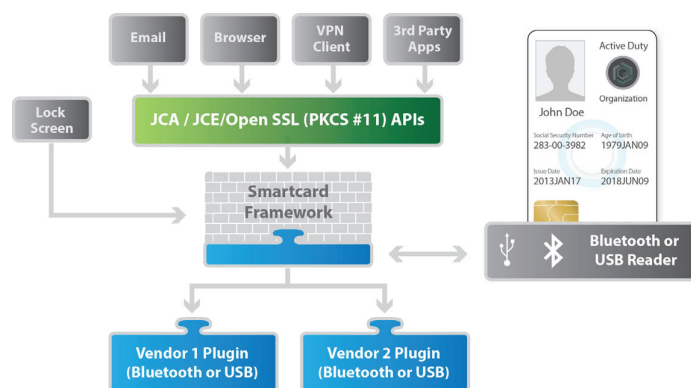 Email
Browser
VPN
Client
3rd Party
Apps
Lock
Screen
JCA / JCE/Open SSL (PKCS #11) APIs
Smartcard
Framework
Vendor 1 Plugin
(Bluetooth or USB)
Vendor 2 Plugin
(Bluetooth or USB)
Active Duty
Organization
John Doe
Social Security Number
Age of birth
283-00-3982
1979JAN09
Issue Date
Expiration Date
2013JAN17
2018JUN09
Bluetooth or
USB Reader